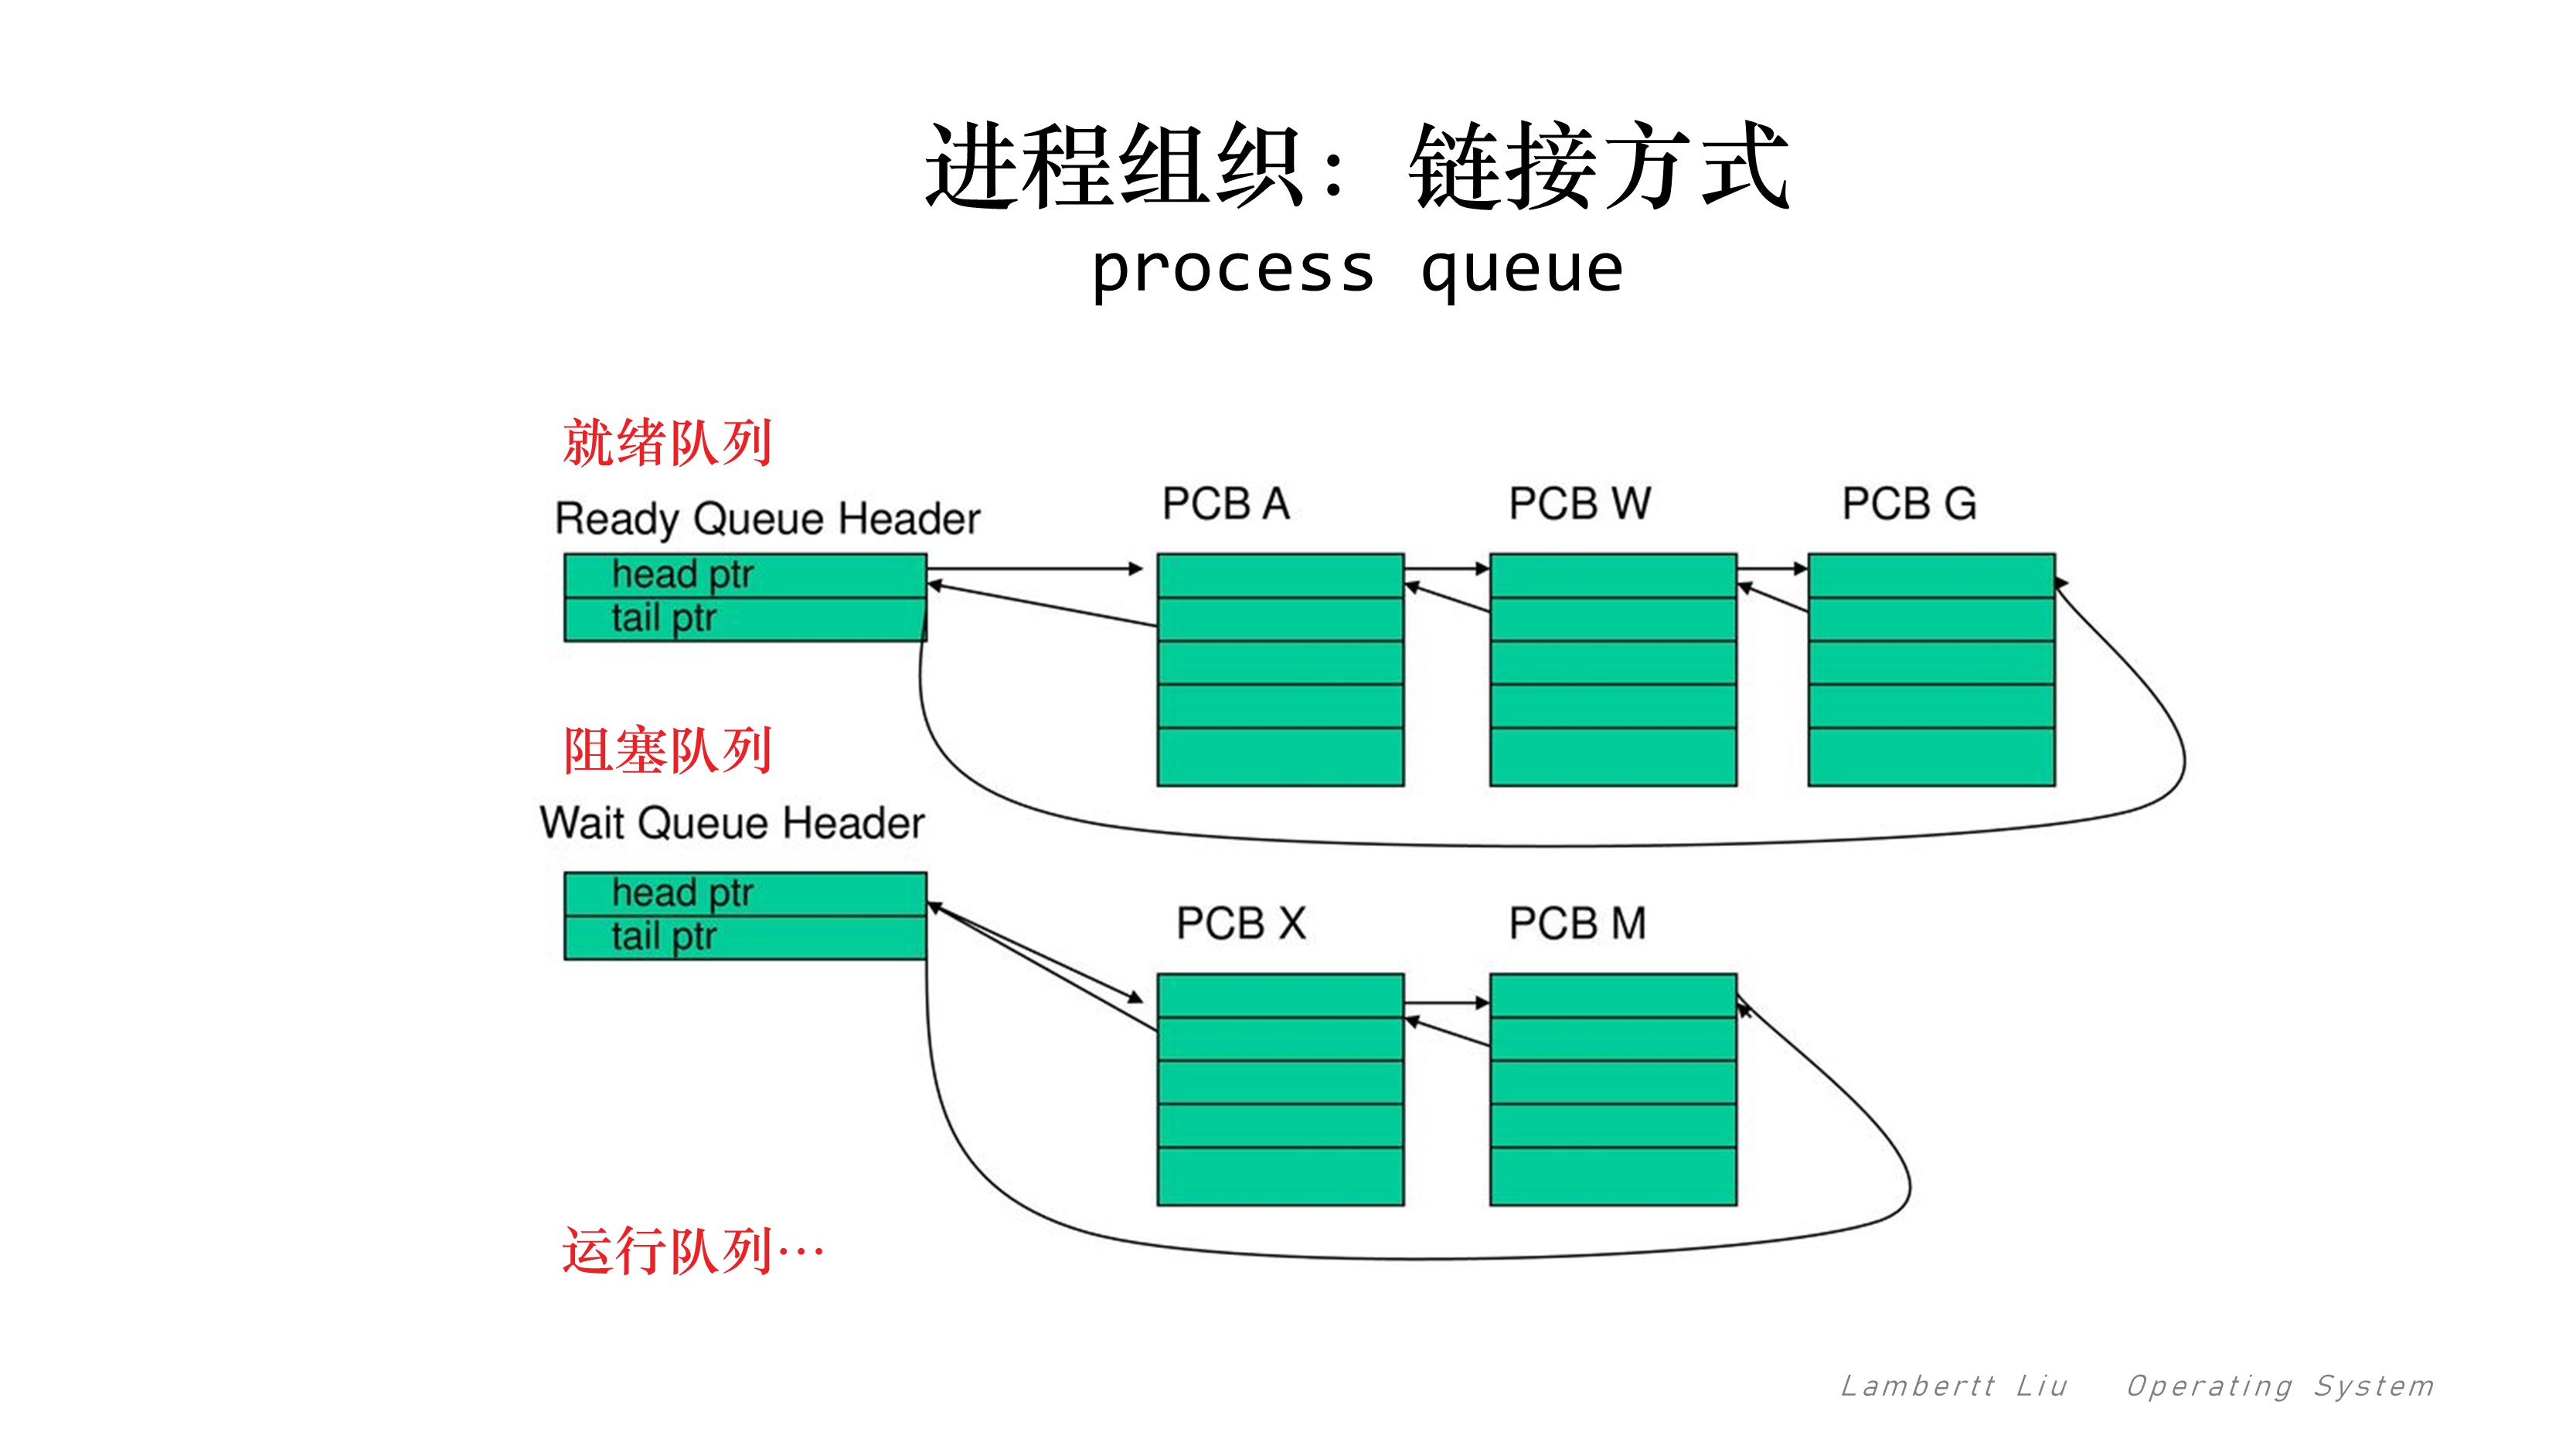 进程组织：链接方式
process queue
就绪队列
Ready Queue Header
head ptr
tail ptr
PCB A
PCB W
PCB G
阻塞队列
Wait Queue Header
head ptr
tail ptr
PCB X
PCB M
运行队列…
Lambertt Liu Operating System